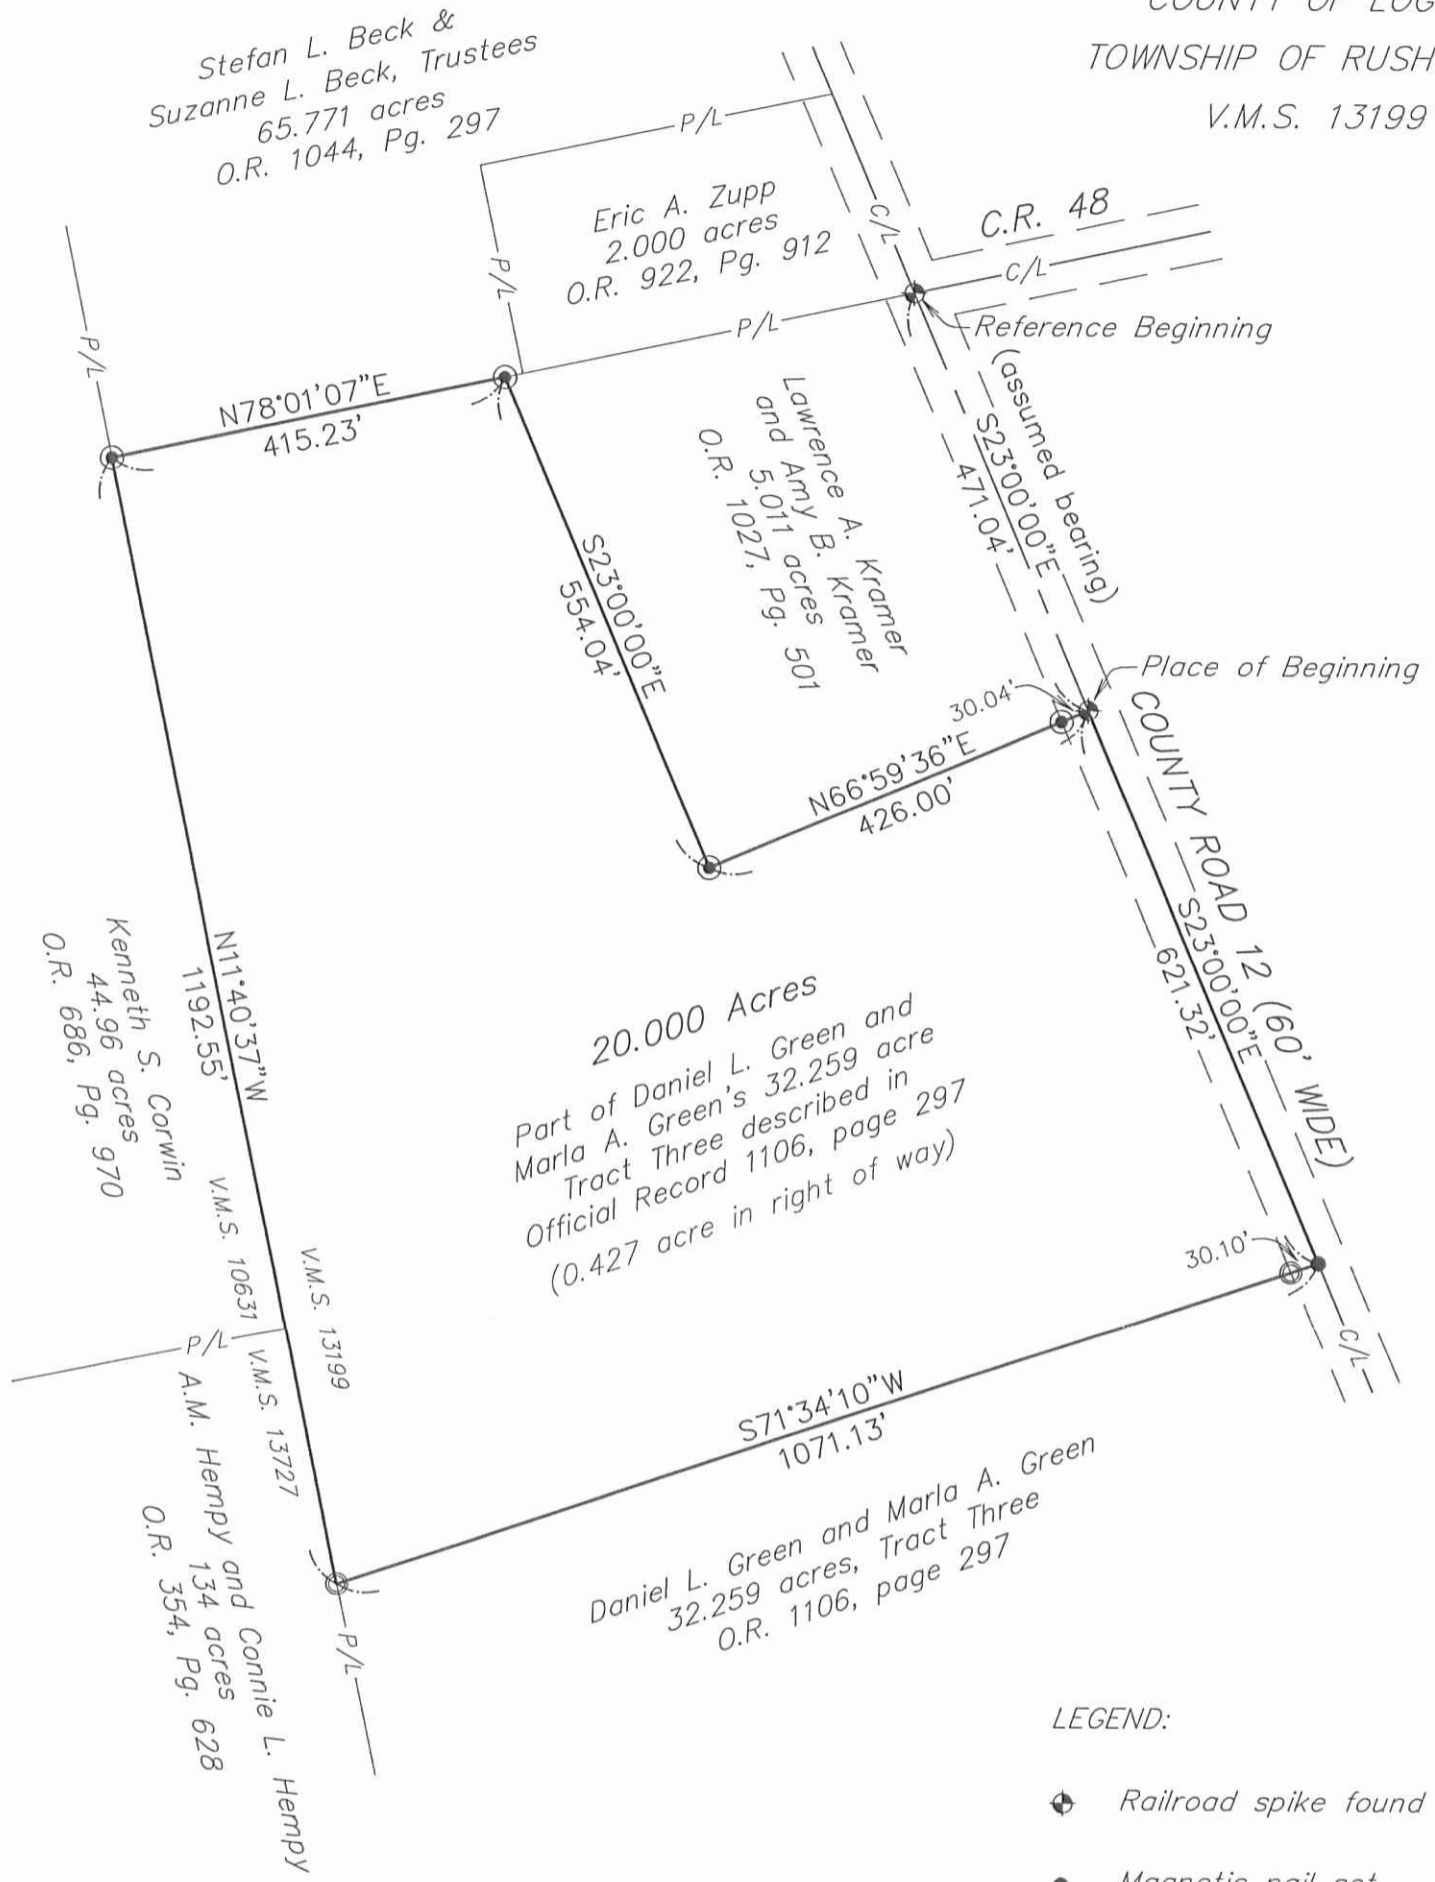 TOWNSHIP OF RUSH
V.M.S. 13199
Stefan L. Beck &
Suzanne L. Beck, Trustees
65.771 acres
O.R. 1044, Pg. 297
P/L
Eric A. Zupp
2.000 acres
O.R. 922, Pg. 912
P/L
C/L
C.R. 48
C/L
P/L
Reference Beginning
P/L
N78°01'07"E
415.23'
Lawrence A. Kramer
and Amy B. Kramer
5.011 acres
O.R. 1027, Pg. 501
(assumed bearing)
S23°00'00"E
471.04'
S23°00'00"E
554.04'
30.04'
Place of Beginning
N66°59'36"E
426.00'
COUNTY ROAD 12 (60' WIDE)
S23°00'00"E
621.32'
N11°40'37"W
1192.55'
Kenneth S. Corwin
44.96 acres
O.R. 686, Pg. 970
20.000 Acres
Part of Daniel L. Green and
Marla A. Green's 32.259 acre
Tract Three described in
Official Record 1106, page 297
(0.427 acre in right of way)
V.M.S. 10631
V.M.S. 13199
30.10'
P/L
V.M.S. 13727
C/L
S71°34'10"W
1071.13'
A.M. Hempy and Connie L. Hempy
134 acres
O.R. 354, Pg. 628
Daniel L. Green and Marla A. Green
32.259 acres, Tract Three
O.R. 1106, page 297
P/L
LEGEND:
Railroad spike found